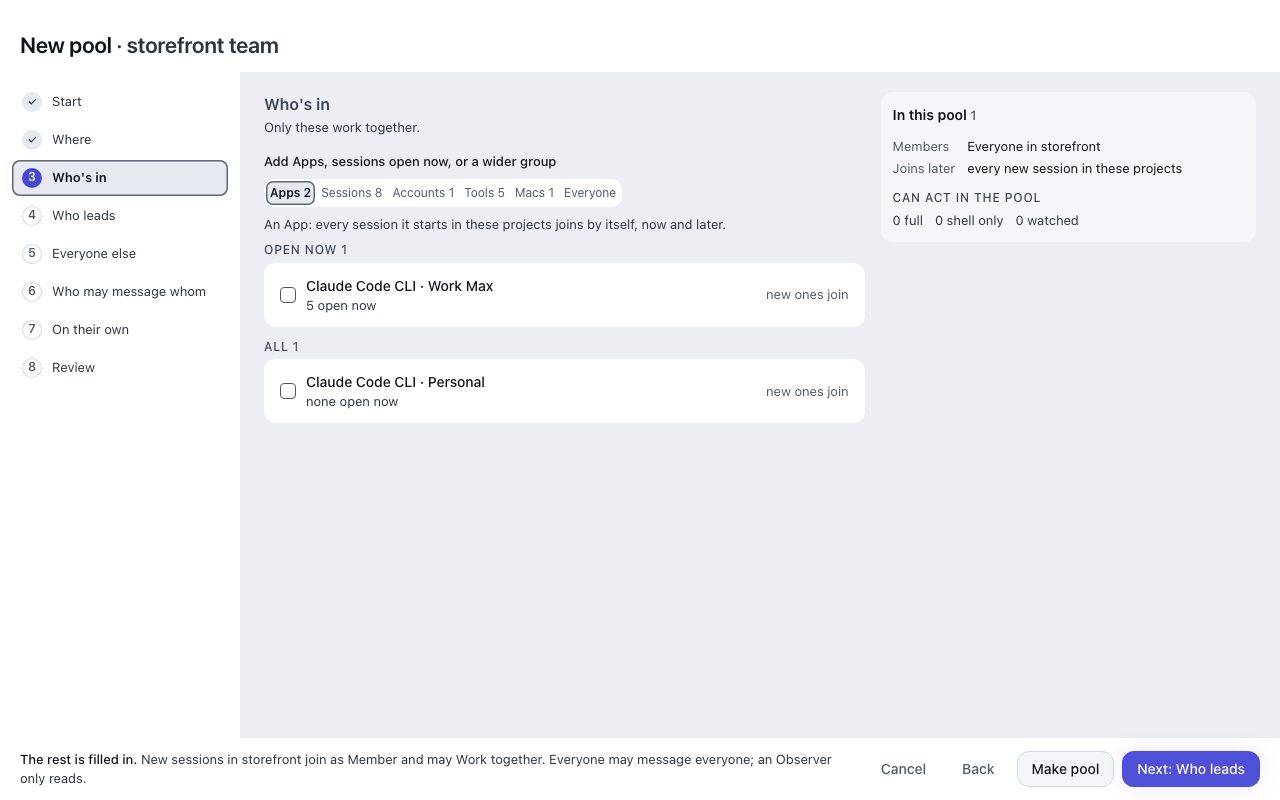 New pool · storefront team
Start
Where
3 Who's in
4 Who leads
5 Everyone else
6 Who may message whom
7 On their own
8 Review
Who's in
Only these work together.
Add Apps, sessions open now, or a wider group
Apps 2 Sessions 8 Accounts 1 Tools 5 Macs 1 Everyone
An App: every session it starts in these projects joins by itself, now and later.
OPEN NOW 1
Claude Code CLI · Work Max
5 open now
new ones join
ALL 1
Claude Code CLI · Personal
none open now
new ones join
In this pool 1
Members Everyone in storefront
Joins later every new session in these projects
CAN ACT IN THE POOL
0 full 0 shell only 0 watched
The rest is filled in. New sessions in storefront join as Member and may Work together. Everyone may message everyone; an Observer
only reads.
Cancel Back Make pool Next: Who leads